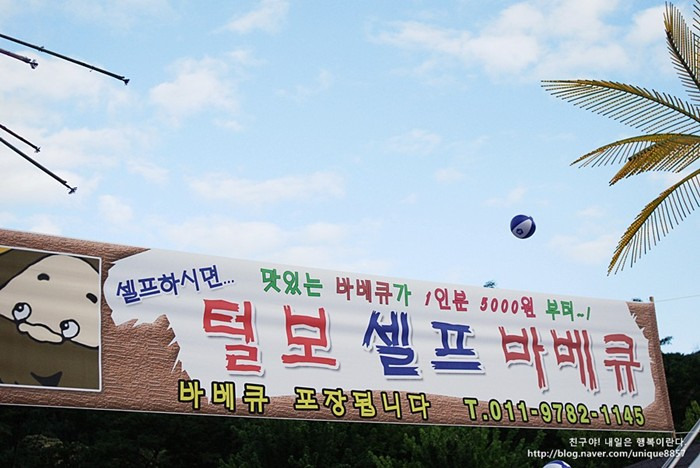 셀프하시면...
맛있는 바베큐가 1인분 5000원 부터~!
털보 셀프 바베큐
바베큐 포장됩니다 T.011-9782-1145
친구야! 내일은 행복이란다
http://blog.naver.com/unique8857